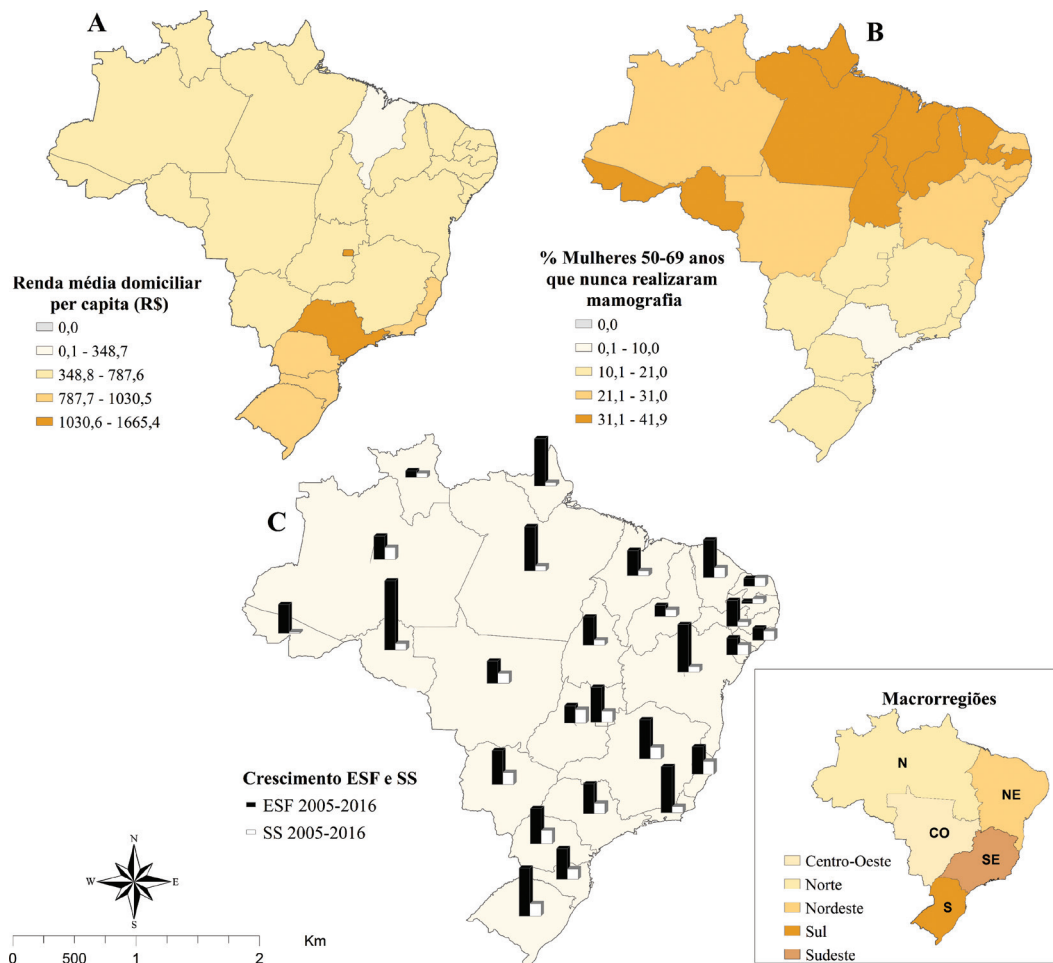 A
Renda média domiciliar
per capita (R$)
0,0
0,1 - 348,7
348,8 - 787,6
787,7 - 1030,5
1030,6 - 1665,4
B
% Mulheres 50-69 anos
que nunca realizaram
mamografia
0,0
0,1 - 10,0
10,1 - 21,0
21,1 - 31,0
31,1 - 41,9
C
Crescimento ESF e SS
ESF 2005-2016
SS 2005-2016
N
W E
S
0 500 1 2 Km
Macrorregiões
N
NE
CO
SE
S
Centro-Oeste
Norte
Nordeste
Sul
Sudeste